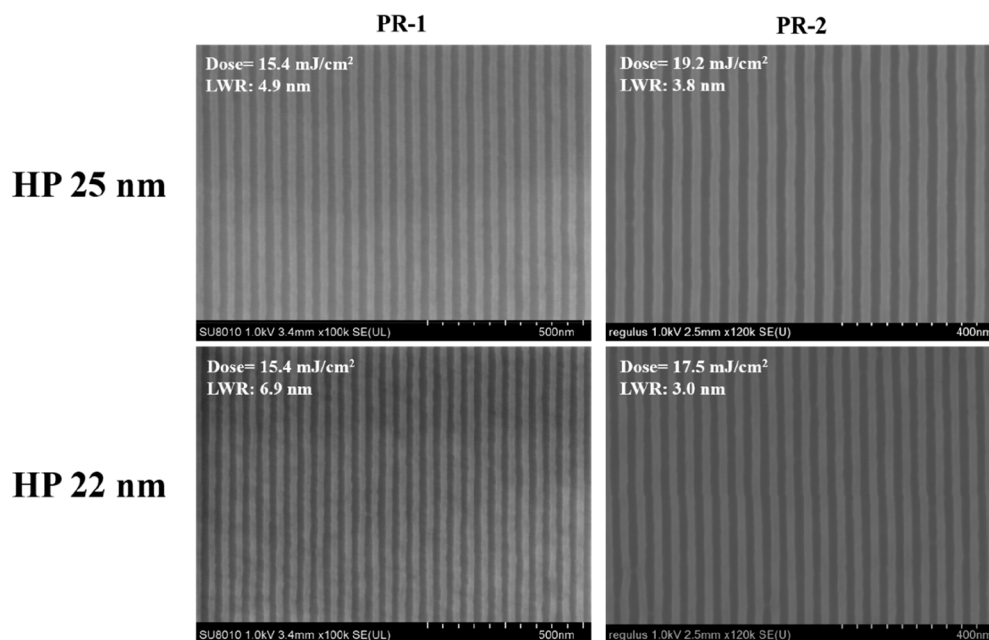 PR-1
PR-2
HP 25 nm
Dose= 15.4 mJ/cm²
LWR: 4.9 nm
SU8010 1.0kV 3.4mm x100k SE(UL)
500nm
Dose= 19.2 mJ/cm²
LWR: 3.8 nm
regulus 1.0kV 2.5mm x120k SE(U)
400nm
HP 22 nm
Dose= 15.4 mJ/cm²
LWR: 6.9 nm
SU8010 1.0kV 3.4mm x100k SE(UL)
500nm
Dose= 17.5 mJ/cm²
LWR: 3.0 nm
regulus 1.0kV 2.5mm x120k SE(U)
400nm